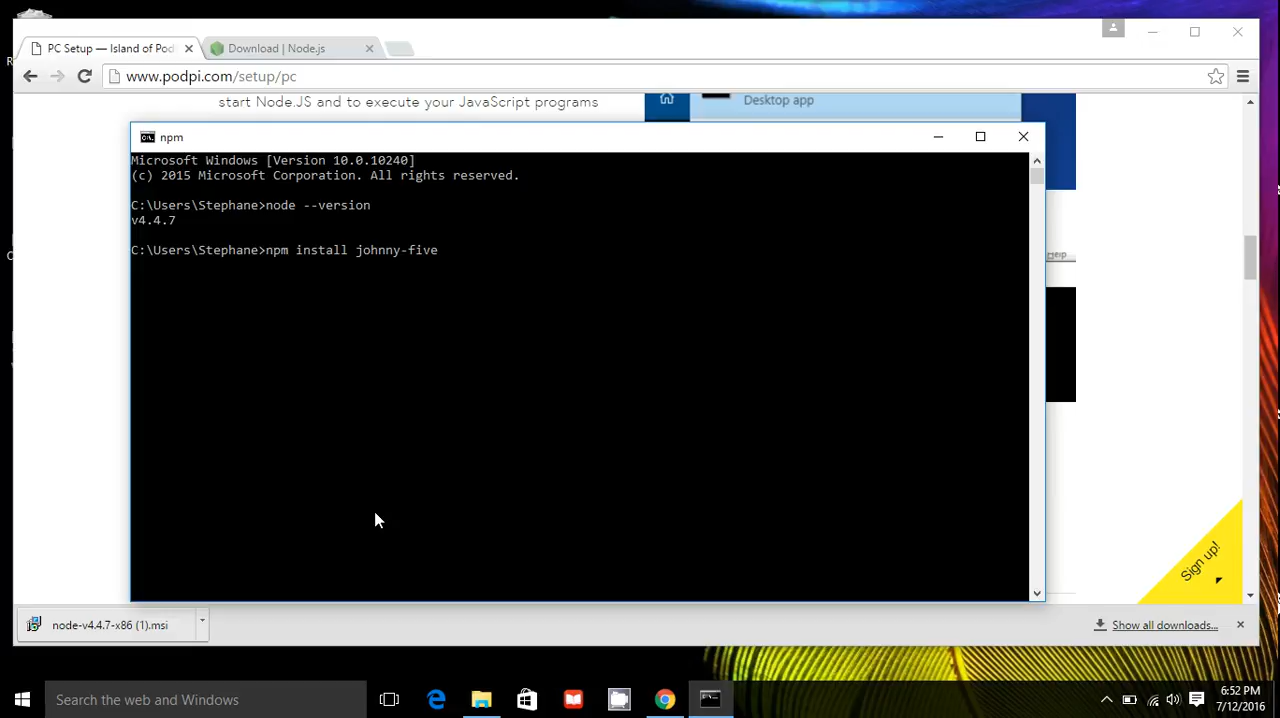 PC Setup — Island of Pod
Download | Node.js
www.podpi.com/setup/pc
start Node.JS and to execute your JavaScript programs
Desktop app
npm
Microsoft Windows [Version 10.0.10240]
(c) 2015 Microsoft Corporation. All rights reserved.
C:\Users\Stephane>node --version
v4.4.7
C:\Users\Stephane>npm install johnny-five
Sign up!
node-v4.4.7-x86 (1).msi
Show all downloads...
Search the web and Windows
6:52 PM
7/12/2016